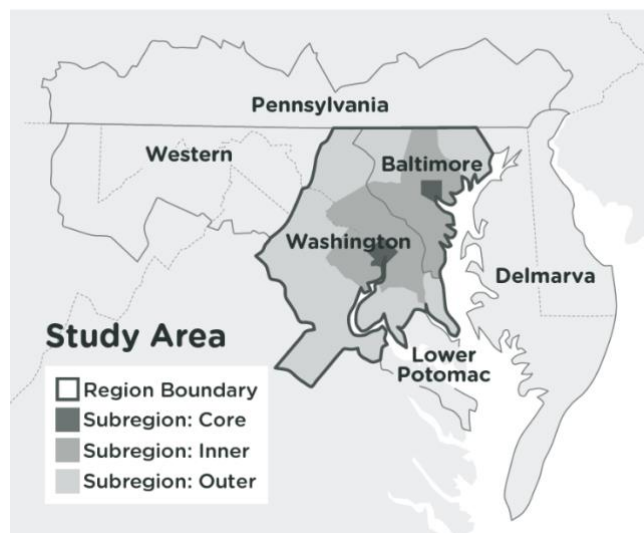 Pennsylvania
Western
Baltimore
Washington
Delmarva
Lower
Potomac
Study Area
Region Boundary
Subregion: Core
Subregion: Inner
Subregion: Outer